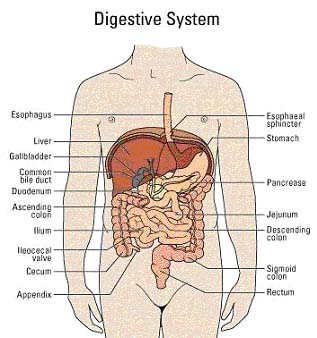 Digestive System
Esophagus
Liver
Gallbladder
Common
bile duct
Duodenum
Ascending
colon
Ilium
Ileocecal
valve
Cecum
Appendix
Esophaeal
sphincter
Stomach
Pancrease
Jejunum
Descending
colon
Sigmoid
colon
Rectum